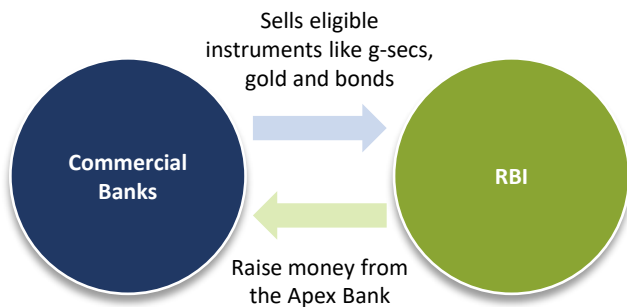 Sells eligible
instruments like g-secs,
gold and bonds
Commercial
Banks
RBI
Raise money from
the Apex Bank